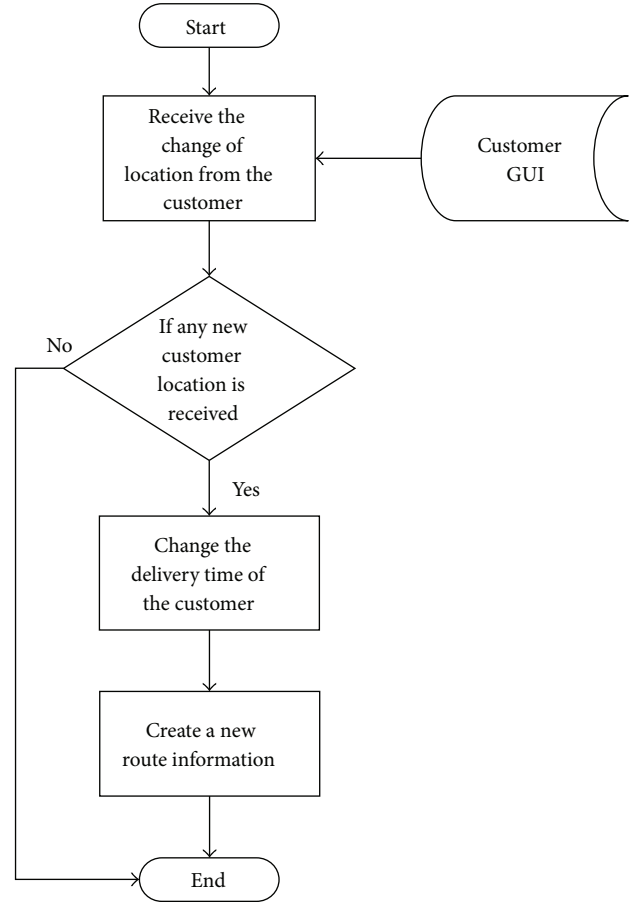 Start
Receive the
change of
location from the
customer
Customer
GUI
If any new
customer
location is
received
No
Yes
Change the
delivery time of
the customer
Create a new
route information
End